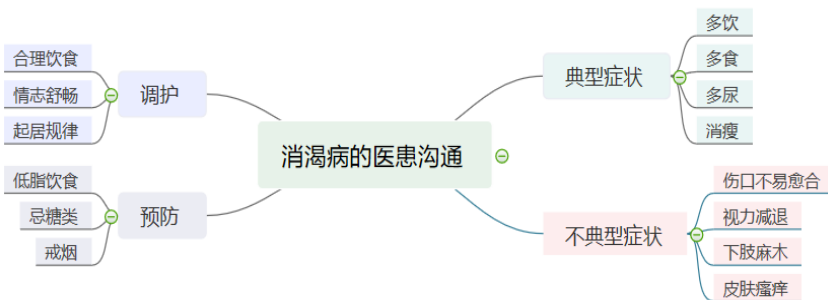 消渴病的医患沟通
典型症状
多饮
多食
多尿
消瘦
不典型症状
伤口不易愈合
视力减退
下肢麻木
皮肤瘙痒
调护
合理饮食
情志舒畅
起居规律
预防
低脂饮食
忌糖类
戒烟